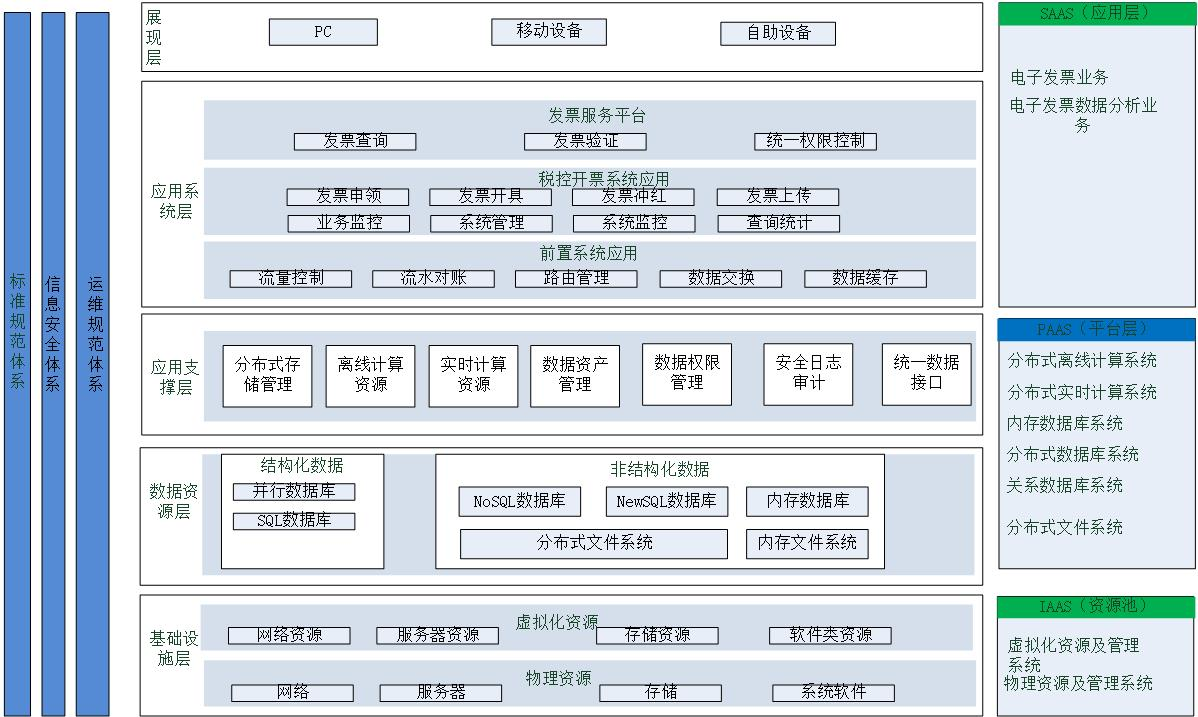 标准规范体系
信息安全体系
运维规范体系
展现层
PC
移动设备
自助设备
应用系
统层
发票服务平台
发票查询
发票验证
统一权限控制
税控开票系统应用
发票申领
发票开具
发票冲红
发票上传
业务监控
系统管理
系统监控
查询统计
前置系统应用
流量控制
流水对账
路由管理
数据交换
数据缓存
应用支
撑层
分布式存
储管理
离线计算
资源
实时计算
资源
数据资产
管理
数据权限
管理
安全日志
审计
统一数据
接口
数据资
源层
结构化数据
并行数据库
SQL数据库
非结构化数据
NoSQL数据库
NewSQL数据库
内存数据库
分布式文件系统
内存文件系统
基础设
施层
虚拟化资源
网络资源
服务器资源
存储资源
软件类资源
物理资源
网络
服务器
存储
系统软件
SAAS（应用层）
电子发票业务
电子发票数据分析业
务
PAAS（平台层）
分布式离线计算系统
分布式实时计算系统
内存数据库系统
分布式数据库系统
关系数据库系统
分布式文件系统
IAAS（资源池）
虚拟化资源及管理
系统
物理资源及管理系统